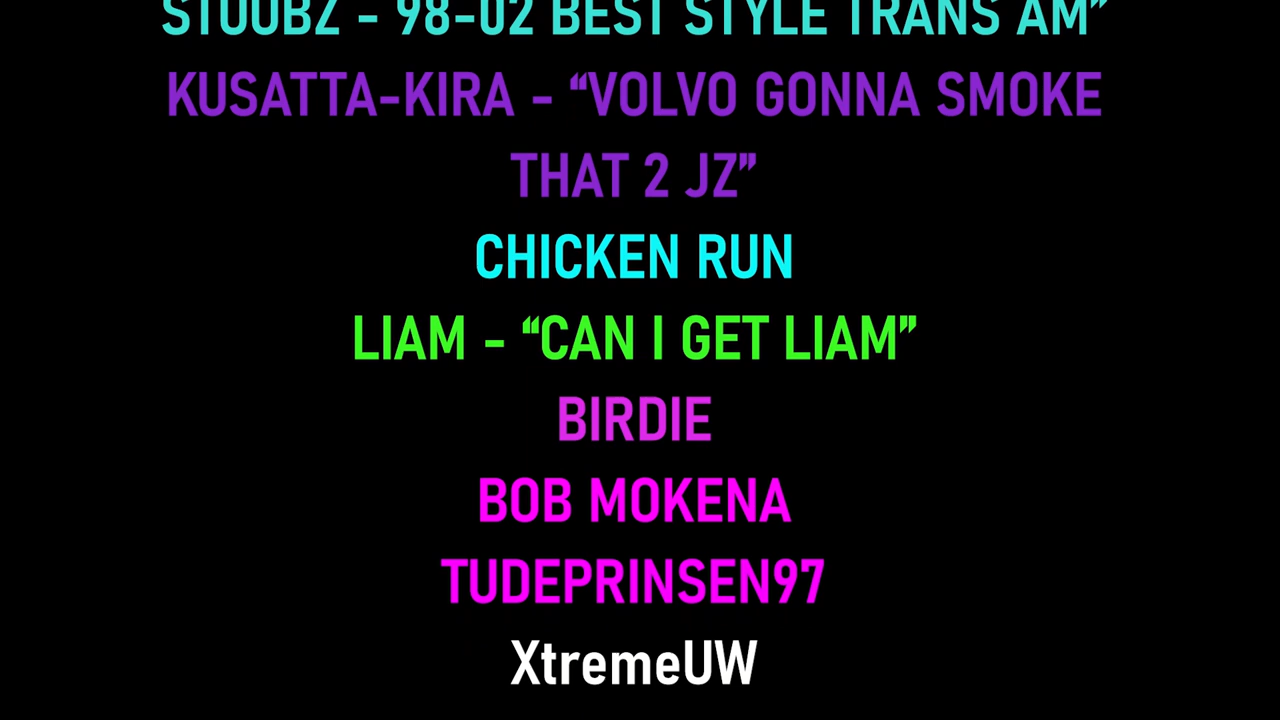 STUUBZ - 98-02 BEST STYLE TRANS AM”
KUSATTA-KIRA - “VOLVO GONNA SMOKE
THAT 2 JZ”
CHICKEN RUN
LIAM - “CAN I GET LIAM”
BIRDIE
BOB MOKENA
TUDEPRINSEN97
XtremeUW